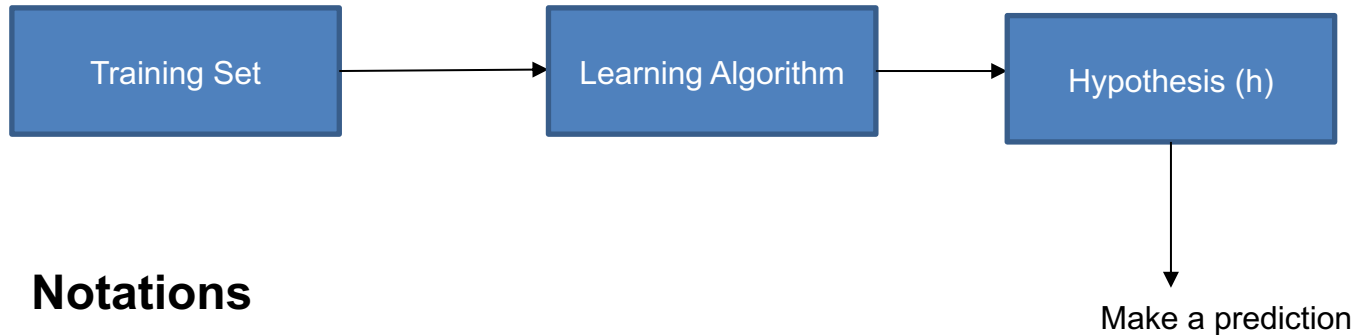 Training Set
Learning Algorithm
Hypothesis (h)
Notations
Make a prediction